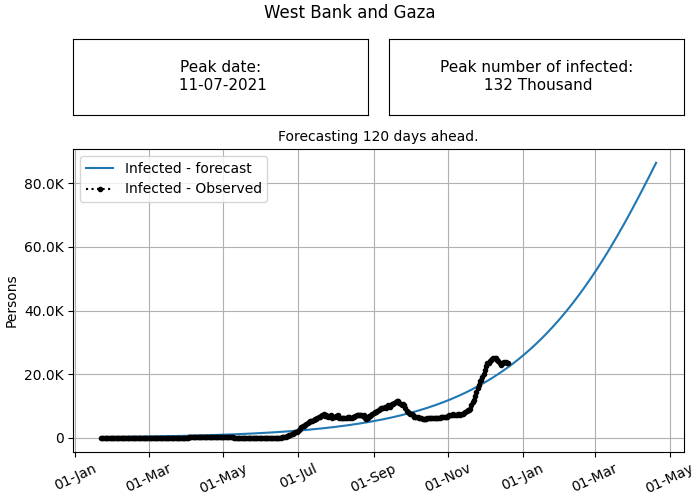 West Bank and Gaza
Peak date:
11-07-2021
Peak number of infected:
132 Thousand
Forecasting 120 days ahead.
Infected - forecast
Infected - Observed
80.0K
60.0K
40.0K
20.0K
0
Persons
01-Jan
01-Mar
01-May
01-Jul
01-Sep
01-Nov
01-Jan
01-Mar
01-May